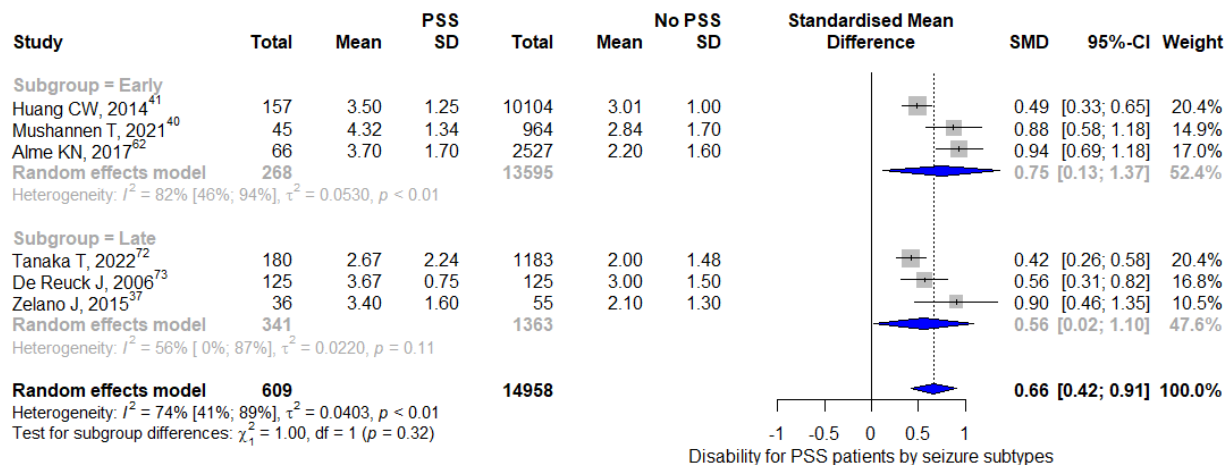 PSS No PSS Standardised Mean
Study Total Mean SD Total Mean SD Difference SMD 95%-CI Weight
Subgroup = Early
Huang CW, 2014⁴¹ 157 3.50 1.25 10104 3.01 1.00 0.49 [0.33; 0.65] 20.4%
Mushannen T, 2021⁴⁰ 45 4.32 1.34 964 2.84 1.70 0.88 [0.58; 1.18] 14.9%
Alme KN, 2017⁶² 66 3.70 1.70 2527 2.20 1.60 0.94 [0.69; 1.18] 17.0%
Random effects model 268 13595 0.75 [0.13; 1.37] 52.4%
Heterogeneity: I² = 82% [46%; 94%], τ² = 0.0530, p < 0.01
Subgroup = Late
Tanaka T, 2022⁷² 180 2.67 2.24 1183 2.00 1.48 0.42 [0.26; 0.58] 20.4%
De Reuck J, 2006⁷³ 125 3.67 0.75 125 3.00 1.50 0.56 [0.31; 0.82] 16.8%
Zelano J, 2015³⁷ 36 3.40 1.60 55 2.10 1.30 0.90 [0.46; 1.35] 10.5%
Random effects model 341 1363 0.56 [0.02; 1.10] 47.6%
Heterogeneity: I² = 56% [ 0%; 87%], τ² = 0.0220, p = 0.11
Random effects model 609 14958 0.66 [0.42; 0.91] 100.0%
Heterogeneity: I² = 74% [41%; 89%], τ² = 0.0403, p < 0.01
Test for subgroup differences: χ₁² = 1.00, df = 1 (p = 0.32)
-1 -0.5 0 0.5 1
Disability for PSS patients by seizure subtypes